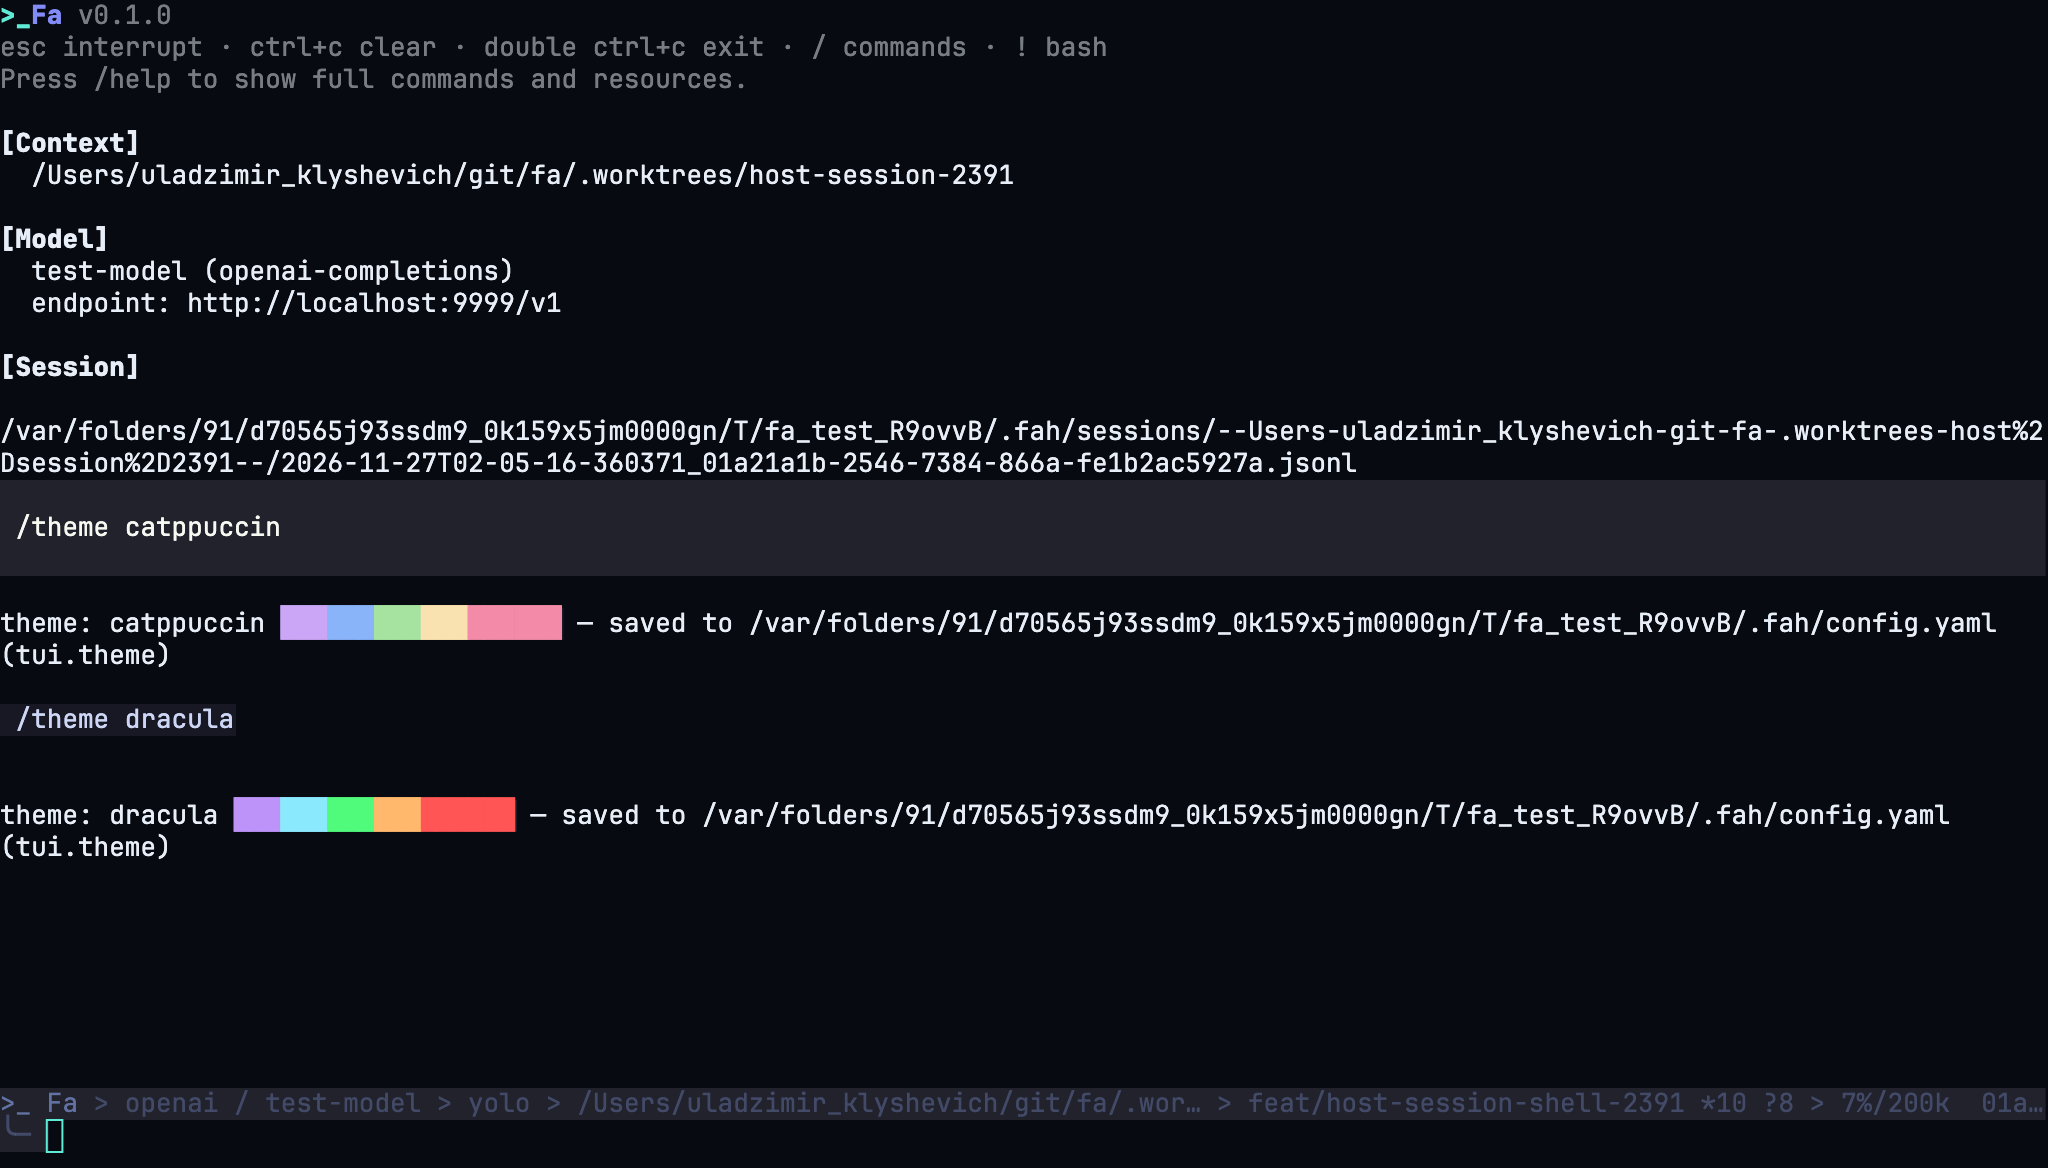 >_Fa v0.1.0
esc interrupt · ctrl+c clear · double ctrl+c exit · / commands · ! bash
Press /help to show full commands and resources.
[Context]
/Users/uladzimir_klyshevich/git/fa/.worktrees/host-session-2391
[Model]
test-model (openai-completions)
endpoint: http://localhost:9999/v1
[Session]
/var/folders/91/d70565j93ssdm9_0k159x5jm0000gn/T/fa_test_R9ovvB/.fah/sessions/--Users-uladzimir_klyshevich-git-fa-.worktrees-host%2
Dsession%2D2391--/2026-11-27T02-05-16-360371_01a21a1b-2546-7384-866a-fe1b2ac5927a.jsonl
/theme catppuccin
theme: catppuccin — saved to /var/folders/91/d70565j93ssdm9_0k159x5jm0000gn/T/fa_test_R9ovvB/.fah/config.yaml
(tui.theme)
/theme dracula
theme: dracula — saved to /var/folders/91/d70565j93ssdm9_0k159x5jm0000gn/T/fa_test_R9ovvB/.fah/config.yaml
(tui.theme)
>_ Fa > openai / test-model > yolo > /Users/uladzimir_klyshevich/git/fa/.wor… > feat/host-session-shell-2391 *10 ?8 > 7%/200k 01a…